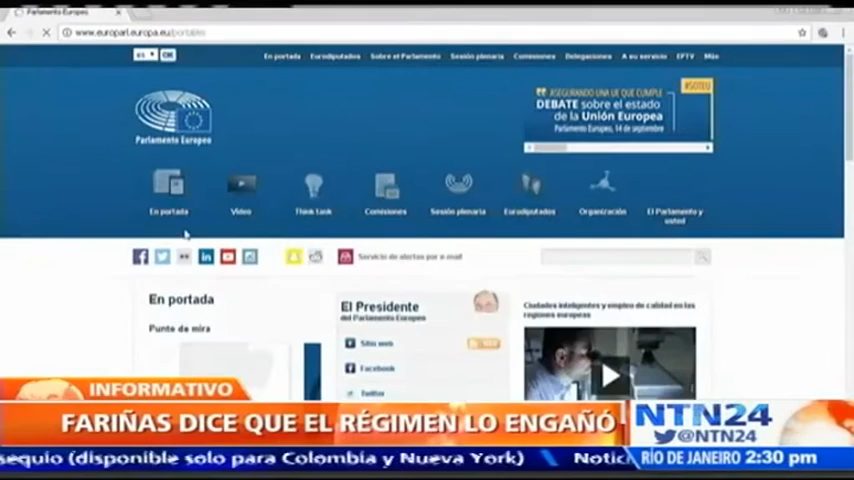 Parlamento Europeo
www.europarl.europa.eu/portal/es
es
OK
En portada
Eurodiputados
Sobre el Parlamento
Sesión plenaria
Comisiones
Delegaciones
A su servicio
EPTV
Más
Parlamento Europeo
#SOTEU
ASEGURANDO UNA UE QUE CUMPLE
DEBATE sobre el estado
de la Unión Europea
Parlamento Europeo, 14 de septiembre
En portada
Vídeo
Think tank
Comisiones
Sesión plenaria
Eurodiputados
Organización
El Parlamento y
usted
Servicio de alertas por e-mail
En portada
Punto de mira
El Presidente
del Parlamento Europeo
Sitio web
Facebook
Twitter
Ciudades inteligentes y empleo de calidad en las
regiones europeas
INFORMATIVO
FARIÑAS DICE QUE EL RÉGIMEN LO ENGAÑÓ
NTN24
@NTN24
sequio (disponible solo para Colombia y Nueva York)
Notic
RÍO DE JANEIRO 2:30 pm